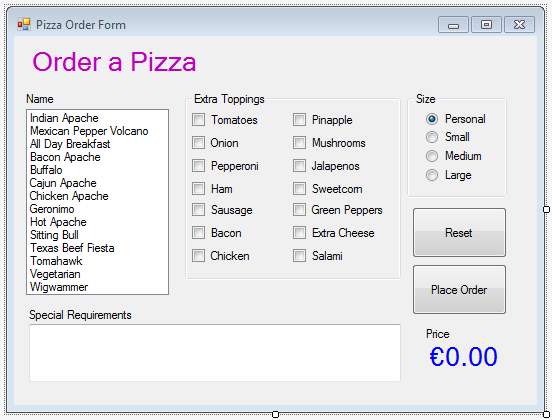 Pizza Order Form
Order a Pizza
Name
Indian Apache
Mexican Pepper Volcano
All Day Breakfast
Bacon Apache
Buffalo
Cajun Apache
Chicken Apache
Geronimo
Hot Apache
Sitting Bull
Texas Beef Fiesta
Tomahawk
Vegetarian
Wigwammer
Extra Toppings
Tomatoes
Onion
Pepperoni
Ham
Sausage
Bacon
Chicken
Pinapple
Mushrooms
Jalapenos
Sweetcorn
Green Peppers
Extra Cheese
Salami
Size
Personal
Small
Medium
Large
Reset
Place Order
Special Requirements
Price
€0.00